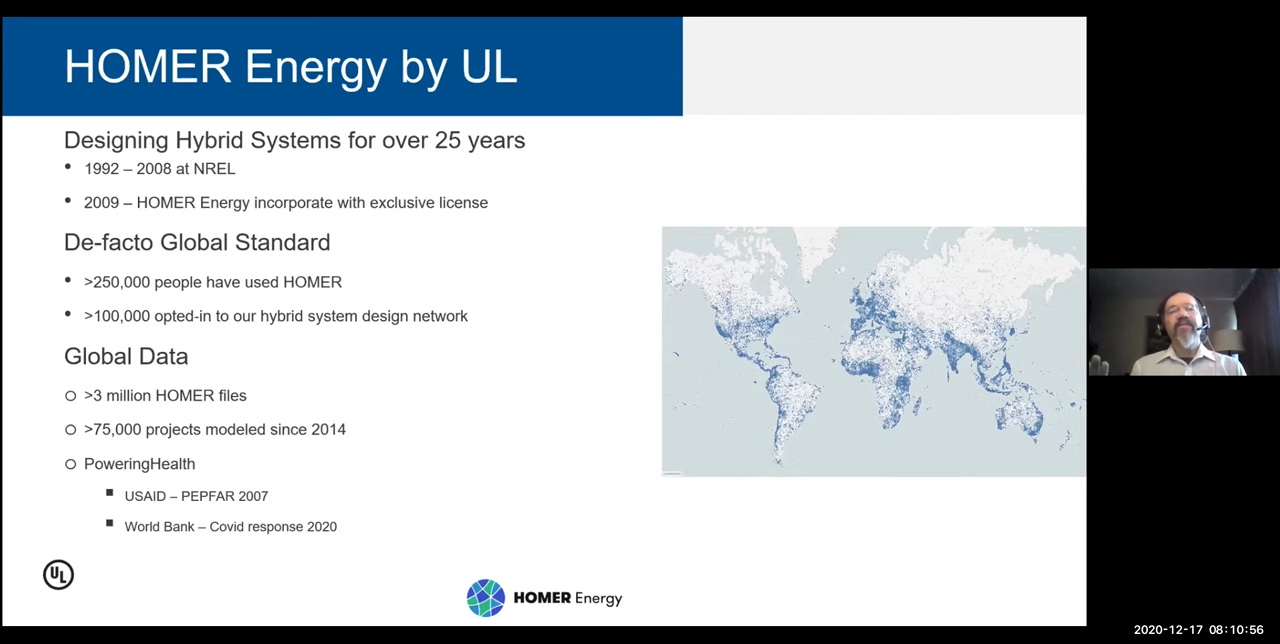 HOMER Energy by UL
Designing Hybrid Systems for over 25 years
• 1992 – 2008 at NREL
• 2009 – HOMER Energy incorporate with exclusive license
De-facto Global Standard
• >250,000 people have used HOMER
• >100,000 opted-in to our hybrid system design network
Global Data
○ >3 million HOMER files
○ >75,000 projects modeled since 2014
○ PoweringHealth
▪ USAID – PEPFAR 2007
▪ World Bank – Covid response 2020
UL
HOMER Energy
2020-12-17 08:10:56